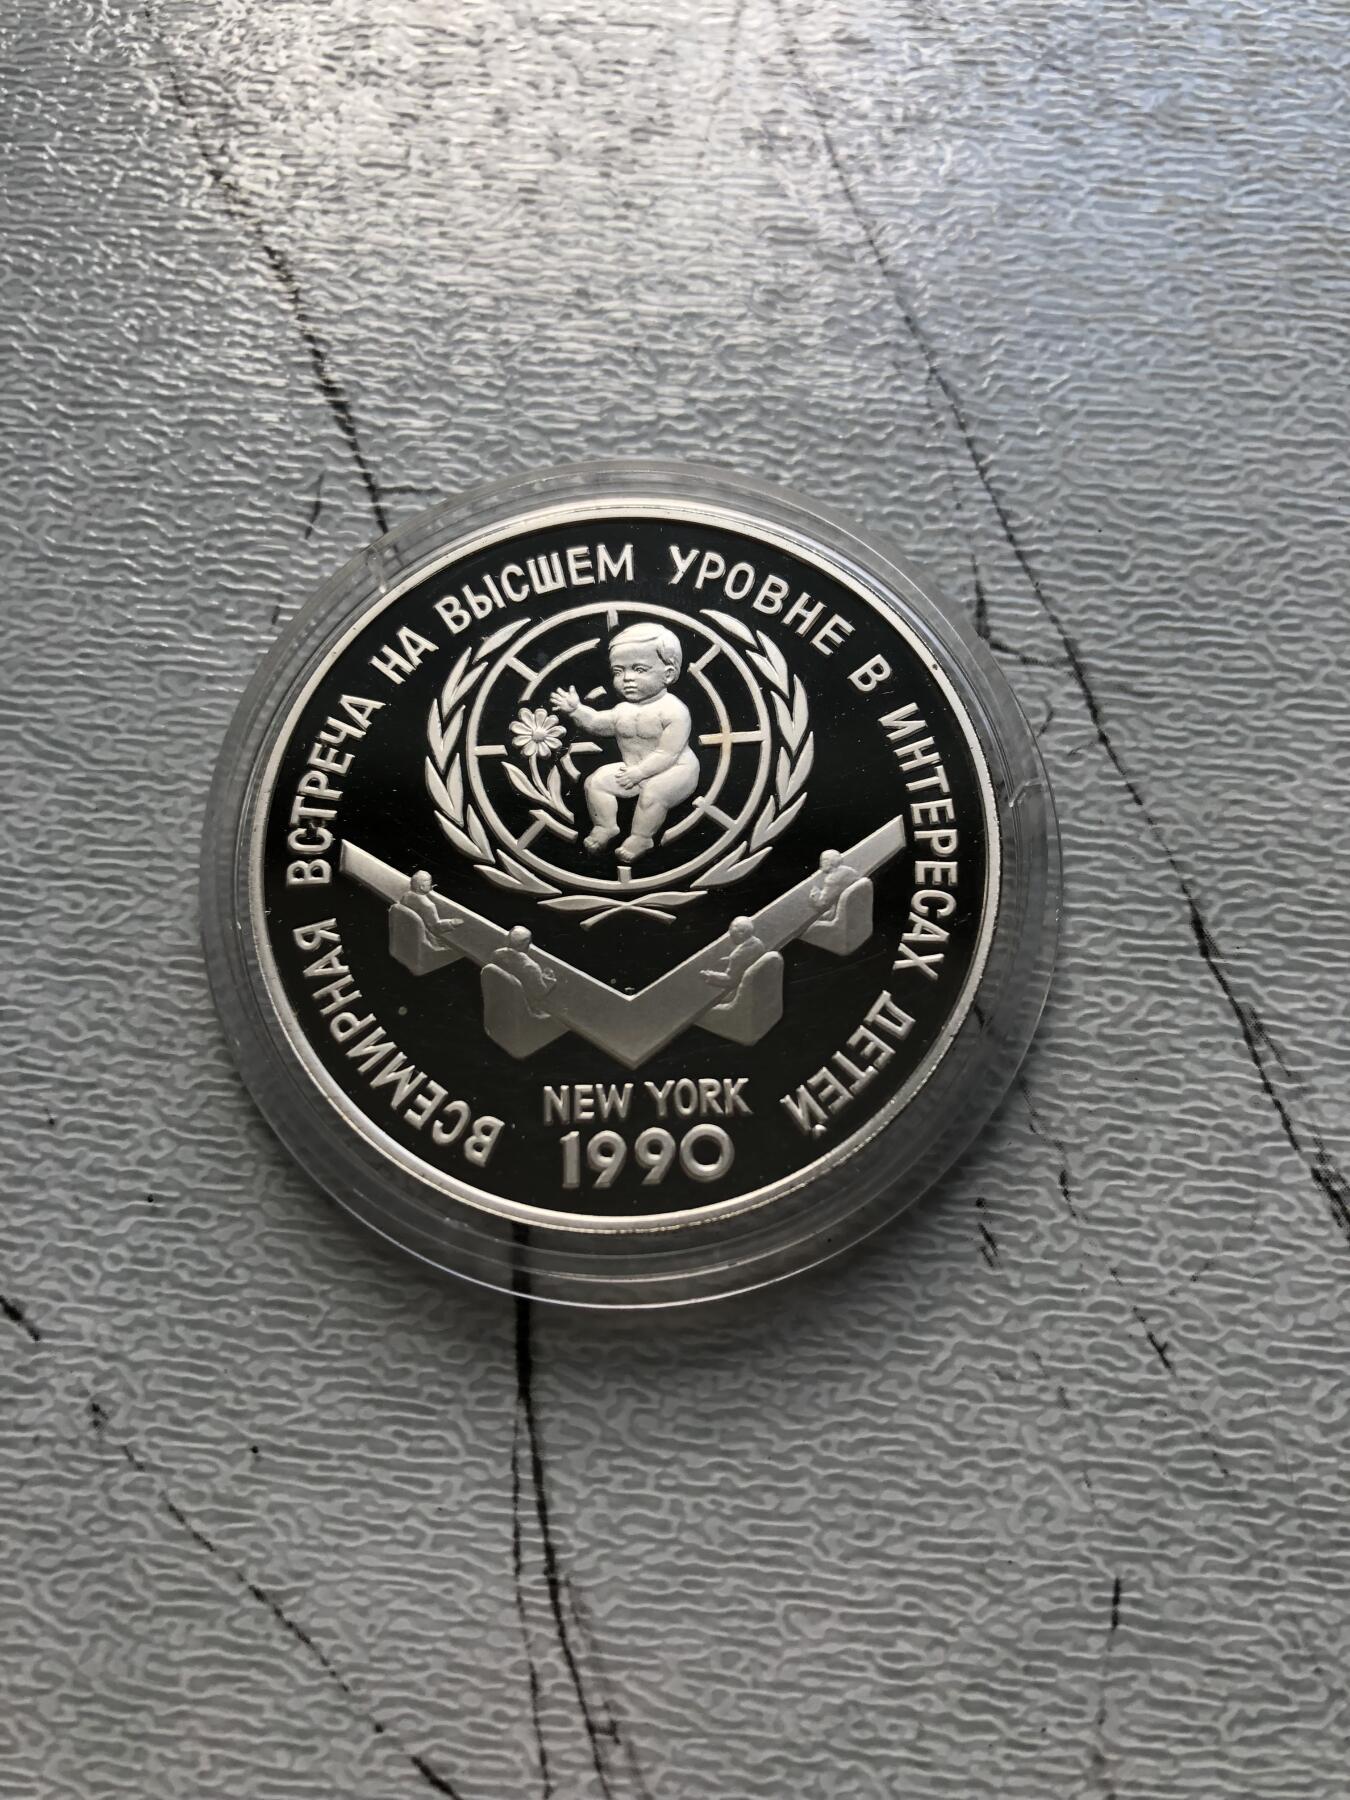 ВСЕМИРНАЯ ВСТРЕЧА НА ВЫСШЕМ УРОВНЕ В ИНТЕРЕСАХ ДЕТЕЙ
NEW YORK
1990